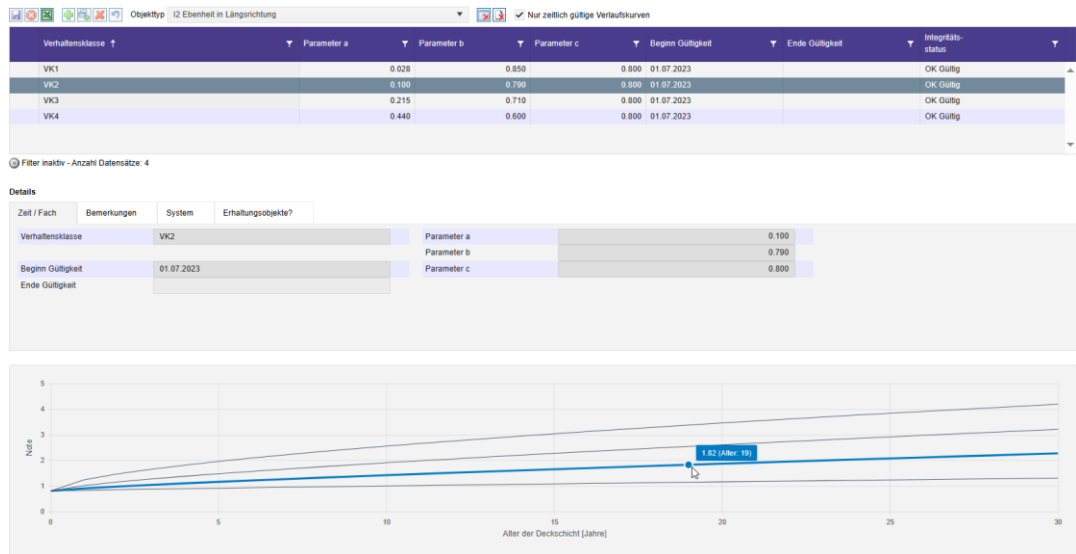 Objekttyp I2 Ebenheit in Längsrichtung Nur zeitlich gültige Verlaufskurven
Verhaltensklasse ↑ Parameter a Parameter b Parameter c Beginn Gültigkeit Ende Gültigkeit Integritäts-
status
VK1 0.028 0.850 0.800 01.07.2023 OK Gültig
VK2 0.100 0.790 0.800 01.07.2023 OK Gültig
VK3 0.215 0.710 0.800 01.07.2023 OK Gültig
VK4 0.440 0.600 0.800 01.07.2023 OK Gültig
Filter inaktiv - Anzahl Datensätze: 4
Details
Zeit / Fach Bemerkungen System Erhaltungsobjekte?
Verhaltensklasse VK2 Parameter a 0.100
Parameter b 0.790
Beginn Gültigkeit 01.07.2023 Parameter c 0.800
Ende Gültigkeit
5
4
3
2
1
0
Note
1.82 (Alter: 19)
0 5 10 15 20 25 30
Alter der Deckschicht [Jahre]